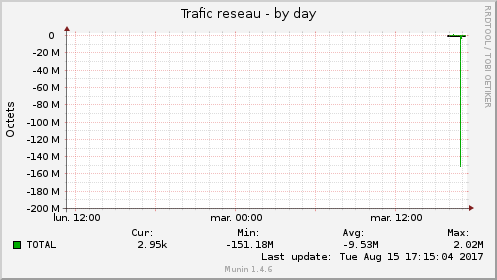 Trafic reseau - by day
RRDTOOL / TOBI OETIKER
Octets
0
-20 M
-40 M
-60 M
-80 M
-100 M
-120 M
-140 M
-160 M
-180 M
-200 M
lun. 12:00 mar. 00:00 mar. 12:00
Cur: Min: Avg: Max:
TOTAL 2.95k -151.18M -9.53M 2.02M
Last update: Tue Aug 15 17:15:04 2017
Munin 1.4.6